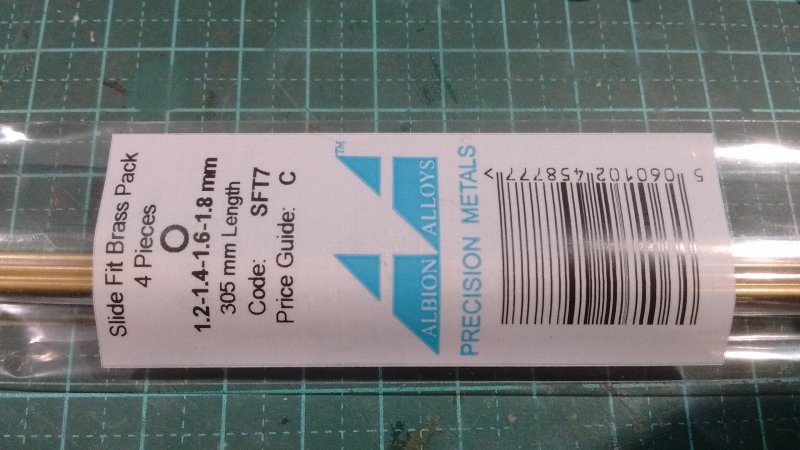 Slide Fit Brass Pack
4 Pieces
1.2-1.4-1.6-1.8 mm
305 mm Length
Code: SFT7
Price Guide: C
TM
ALBION ALLOYS
PRECISION METALS
5 060102 458777 >